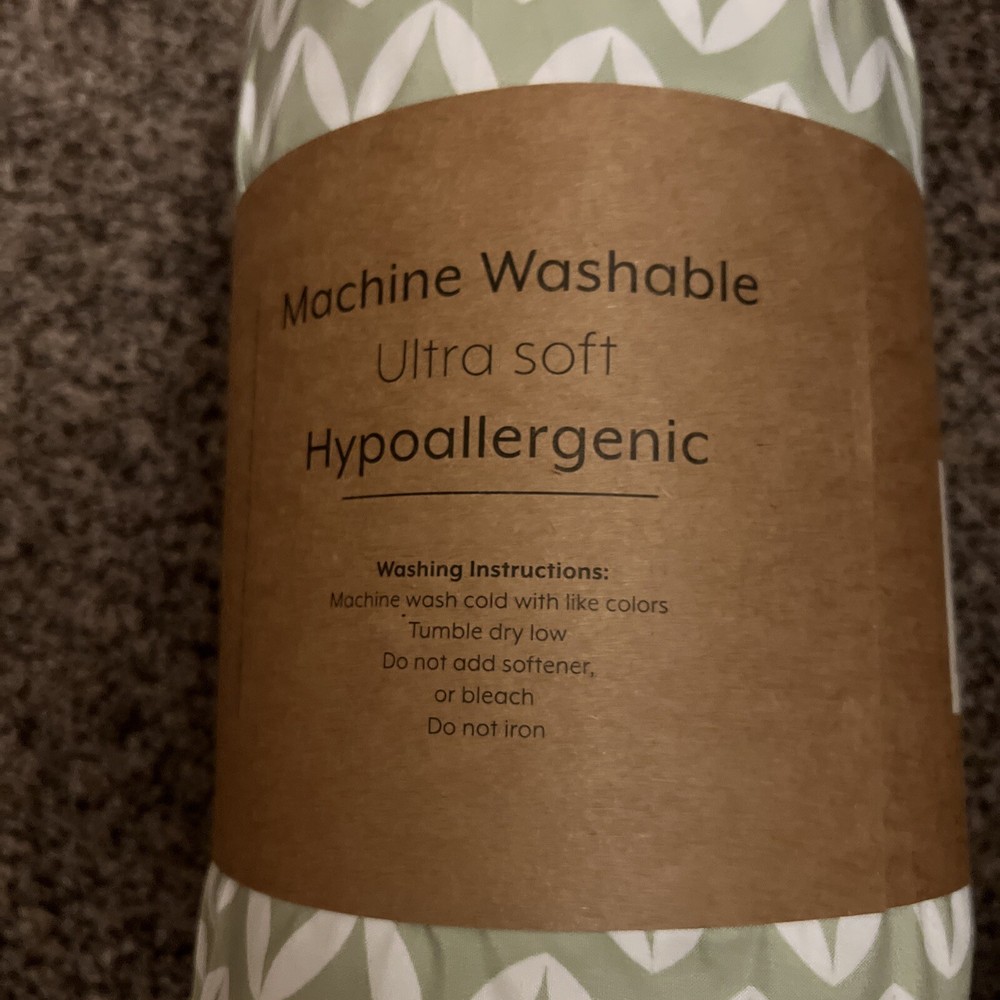 Machine Washable
Ultra soft
Hypoallergenic
Washing Instructions:
Machine wash cold with like colors
Tumble dry low
Do not add softener,
or bleach
Do not iron